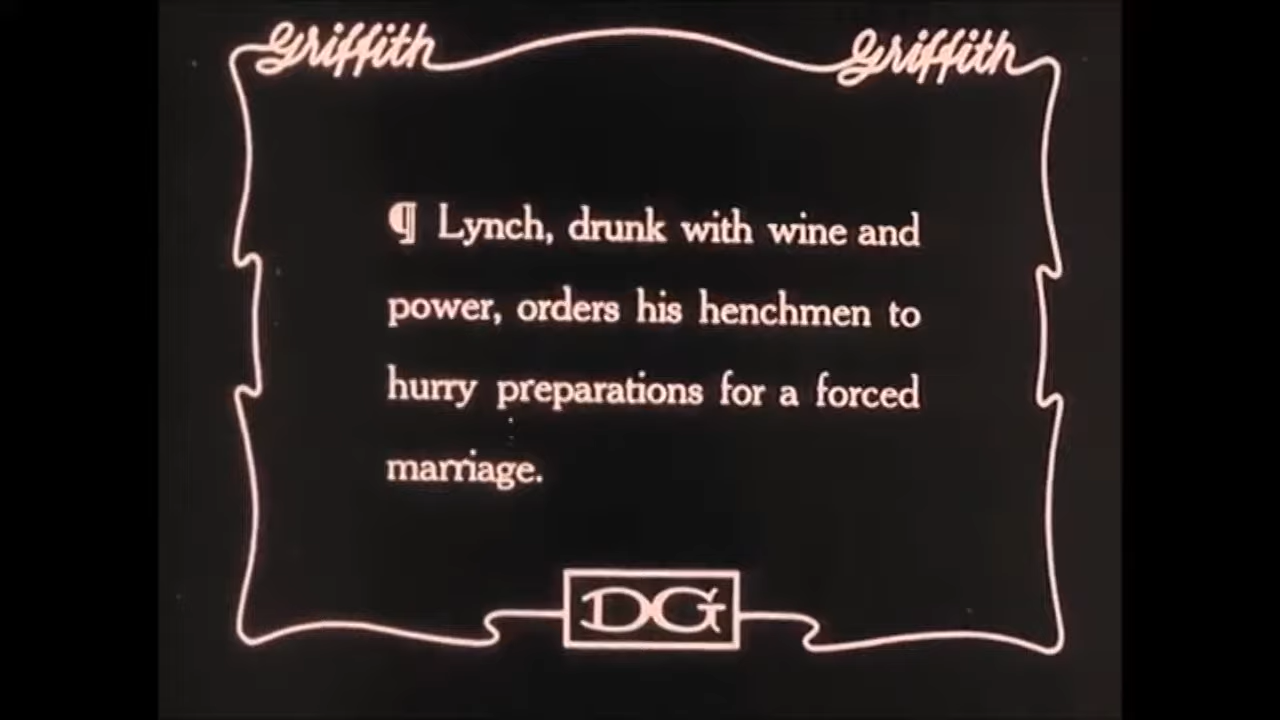 Griffith Griffith
¶ Lynch, drunk with wine and
power, orders his henchmen to
hurry preparations for a forced
marriage.
DG